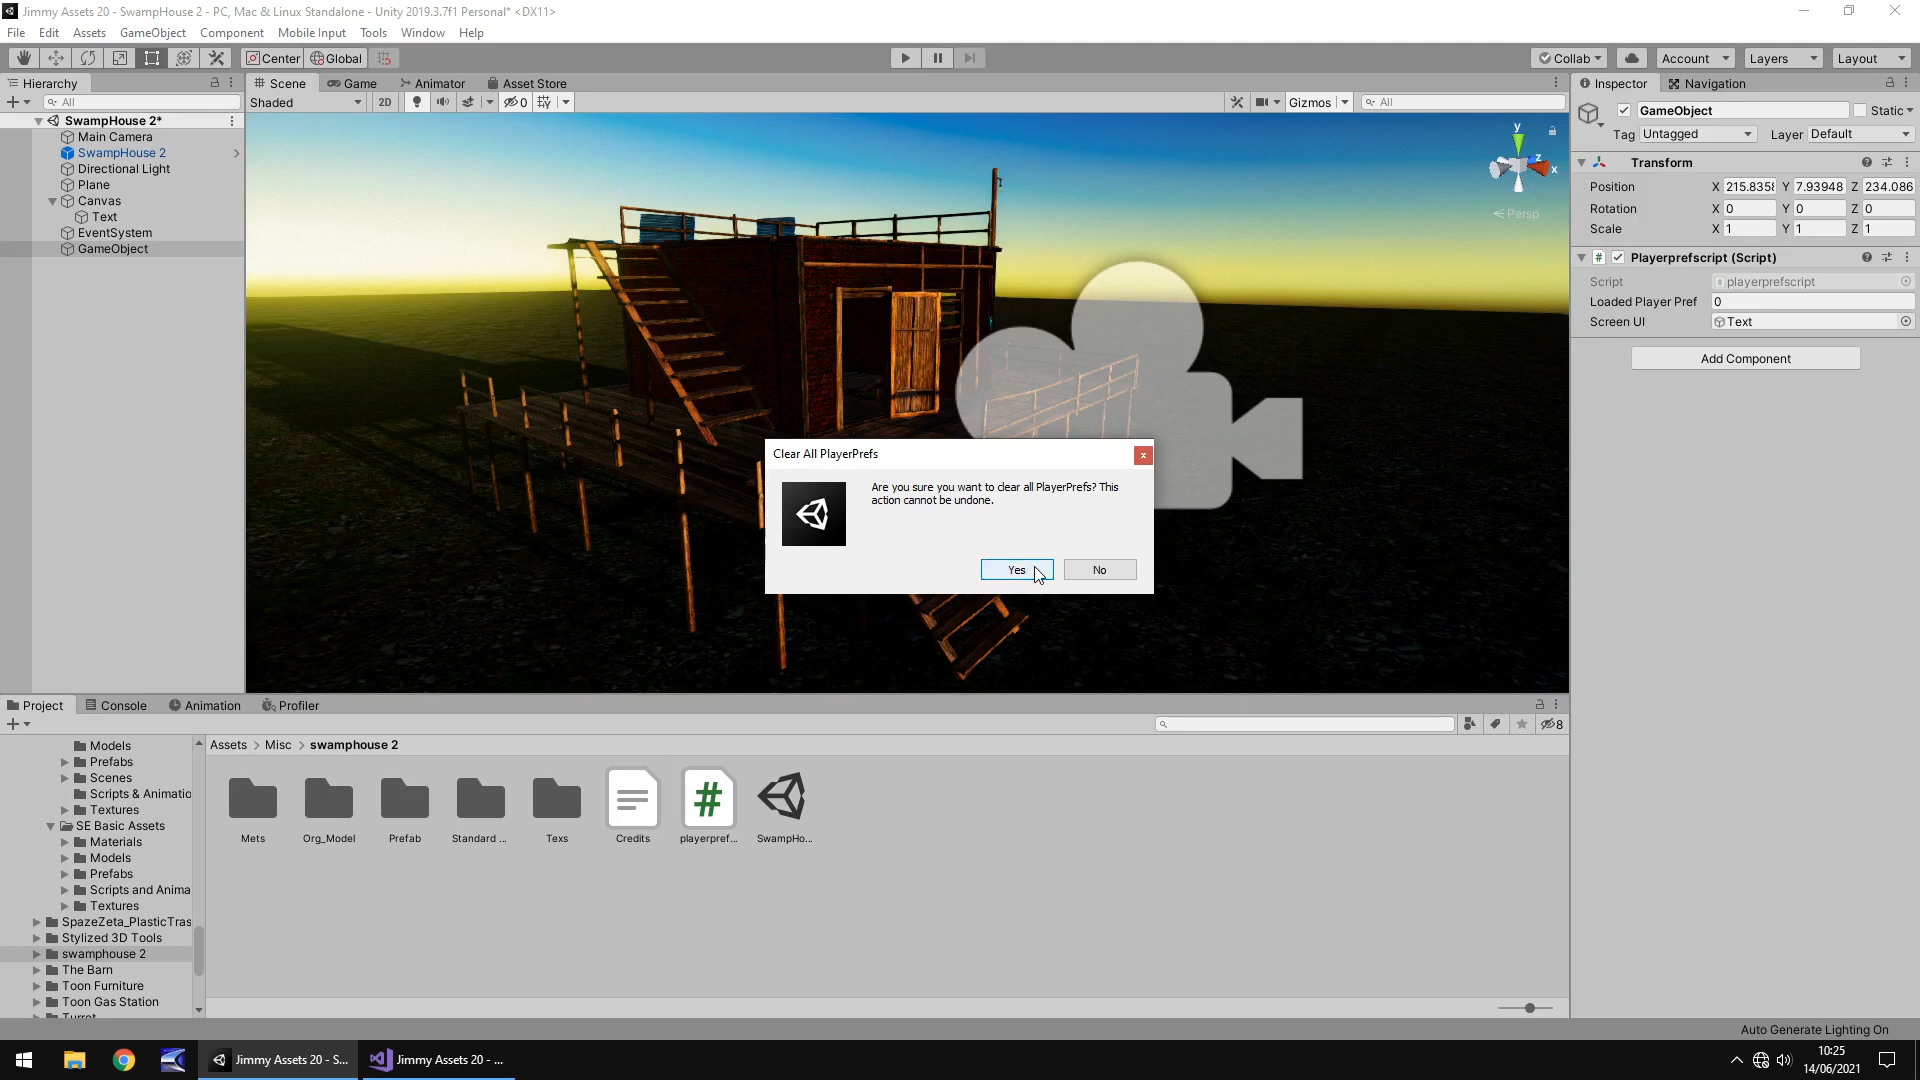 Jimmy Assets 20 - SwampHouse 2 - PC, Mac & Linux Standalone - Unity 2019.3.7f1 Personal* <DX11>
File Edit Assets GameObject Component Mobile Input Tools Window Help
Center Global Collab Account Layers Layout
Hierarchy
All
SwampHouse 2*
Main Camera
SwampHouse 2
Directional Light
Plane
Canvas
Text
EventSystem
GameObject
Scene Game Animator Asset Store
Shaded 2D 0 Gizmos All
y
z
x
Persp
Clear All PlayerPrefs
x
Are you sure you want to clear all PlayerPrefs? This
action cannot be undone.
Yes No
Inspector Navigation
GameObject Static
Tag Untagged Layer Default
Transform
Position X 215.8358 Y 7.93948 Z 234.086
Rotation X 0 Y 0 Z 0
Scale X 1 Y 1 Z 1
# Playerprefscript (Script)
Script playerprefscript
Loaded Player Pref 0
Screen UI Text
Add Component
Project Console Animation Profiler
8
Models
Prefabs
Scenes
Scripts & Animatio
Textures
SE Basic Assets
Materials
Models
Prefabs
Scripts and Anima
Textures
SpazeZeta_PlasticTras
Stylized 3D Tools
swamphouse 2
The Barn
Toon Furniture
Toon Gas Station
Turret
Assets > Misc > swamphouse 2
#
Mets Org_Model Prefab Standard ... Texs Credits playerpref... SwampHo...
Auto Generate Lighting On
Jimmy Assets 20 - S... Jimmy Assets 20 - ...
10:25
14/06/2021